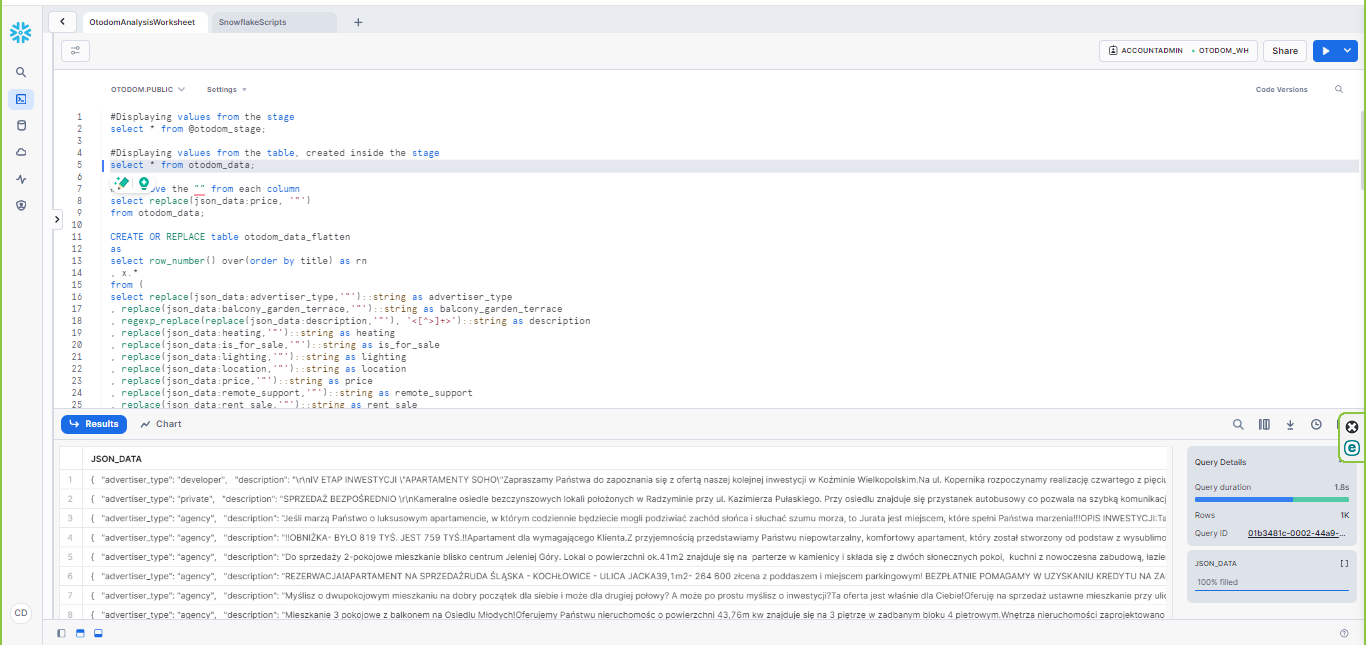 OtodomAnalysisWorksheet
SnowflakeScripts
+
ACCOUNTADMIN • OTODOM_WH
Share
OTODOM.PUBLIC
Settings
Code Versions
1 #Displaying values from the stage
2 select * from @otodom_stage;
3
4 #Displaying values from the table, created inside the stage
5 select * from otodom_data;
6
7 ove the "" from each column
8 select replace(json_data:price, '"')
9 from otodom_data;
10
11 CREATE OR REPLACE table otodom_data_flatten
12 as
13 select row_number() over(order by title) as rn
14 , x.*
15 from (
16 select replace(json_data:advertiser_type,'"')::string as advertiser_type
17 , replace(json_data:balcony_garden_terrace,'"')::string as balcony_garden_terrace
18 , regexp_replace(replace(json_data:description,'"'), '<[^>]+>')::string as description
19 , replace(json_data:heating,'"')::string as heating
20 , replace(json_data:is_for_sale,'"')::string as is_for_sale
21 , replace(json_data:lighting,'"')::string as lighting
22 , replace(json_data:location,'"')::string as location
23 , replace(json_data:price,'"')::string as price
24 , replace(json_data:remote_support,'"')::string as remote_support
25 , replace(json_data:rent_sale,'"')::string as rent_sale
Results
Chart
JSON_DATA
1 { "advertiser_type": "developer", "description": "\r\nIV ETAP INWESTYCJI \"APARTAMENTY SOHO\"Zapraszamy Państwa do zapoznania się z ofertą naszej kolejnej inwestycji w Koźminie Wielkopolskim.Na ul. Kopernika rozpoczynamy realizację czwartego z pięciu
2 { "advertiser_type": "private", "description": "SPRZEDAŻ BEZPOŚREDNIO \r\nKameralne osiedle bezczynszowych lokali położonych w Radzyminie przy ul. Kazimierza Pułaskiego. Przy osiedlu znajduje się przystanek autobusowy co pozwala na szybką komunikacj
3 { "advertiser_type": "agency", "description": "Jeśli marzą Państwo o luksusowym apartamencie, w którym codziennie będziecie mogli podziwiać zachód słońca i słuchać szumu morza, to Jurata jest miejscem, które spełni Państwa marzenia!!!OPIS INWESTYCJI:Ta
4 { "advertiser_type": "agency", "description": "!!OBNIŻKA- BYŁO 819 TYŚ. JEST 759 TYŚ.!!Apartament dla wymagającego Klienta.Z przyjemnością przedstawiamy Państwu niepowtarzalny, komfortowy apartament, który został stworzony od podstaw z wysublimo
5 { "advertiser_type": "agency", "description": "Do sprzedaży 2-pokojowe mieszkanie blisko centrum Jeleniej Góry. Lokal o powierzchni ok.41m2 znajduje się na parterze w kamienicy i składa się z dwóch słonecznych pokoi, kuchni z nowoczesna zabudową, łazie
6 { "advertiser_type": "agency", "description": "REZERWACJA!APARTAMENT NA SPRZEDAŻRUDA ŚLĄSKA - KOCHŁOWICE - ULICA JACKA39,1m2- 264 600 złcena z poddaszem i miejscem parkingowym! BEZPŁATNIE POMAGAMY W UZYSKANIU KREDYTU NA ZA
7 { "advertiser_type": "agency", "description": "Myślisz o dwupokojowym mieszkaniu na dobry początek dla siebie i może dla drugiej połowy? A może po prostu myślisz o inwestycji?Ta oferta jest właśnie dla Ciebie!Oferuję na sprzedaż ustawne mieszkanie przy ulic
8 { "advertiser_type": "agency", "description": "Mieszkanie 3 pokojowe z balkonem na Osiedlu Młodych!Oferujemy Państwu nieruchomośc o powierzchni 43,76m kw znajduje się na 3 piętrze w zadbanym bloku 4 pietrowym.Wnętrza nieruchomości zaprojektowano
Query Details
Query duration 1.8s
Rows 1K
Query ID 01b3481c-0002-44a9-...
JSON_DATA
100% filled
CD